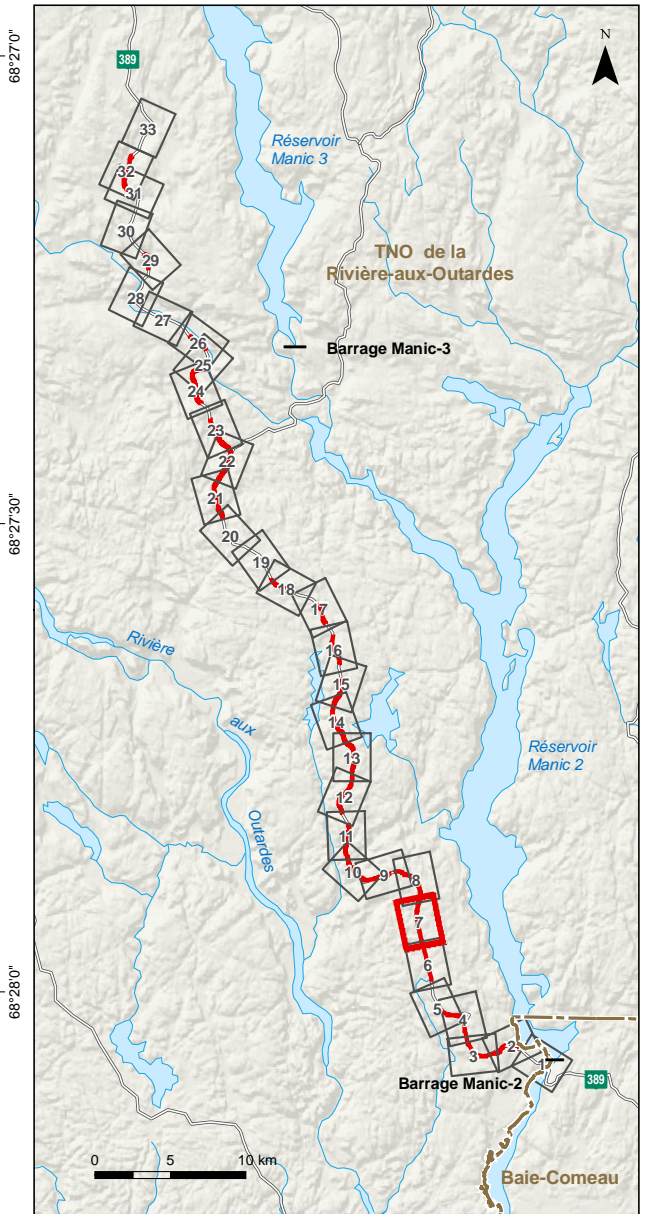 N
68°27'0"
389
33
Réservoir
Manic 3
32
31
TNO de la
Rivière-aux-Outardes
30
29
28
27
26
Barrage Manic-3
25
24
23
22
21
68°27'30"
20
19
18
17
Rivière
16
15
aux
14
Réservoir
Manic 2
13
12
Outardes
11
10
9
8
7
6
68°28'0"
5
4
2
3
1
Barrage Manic-2
389
0
5
10 km
Baie-Comeau